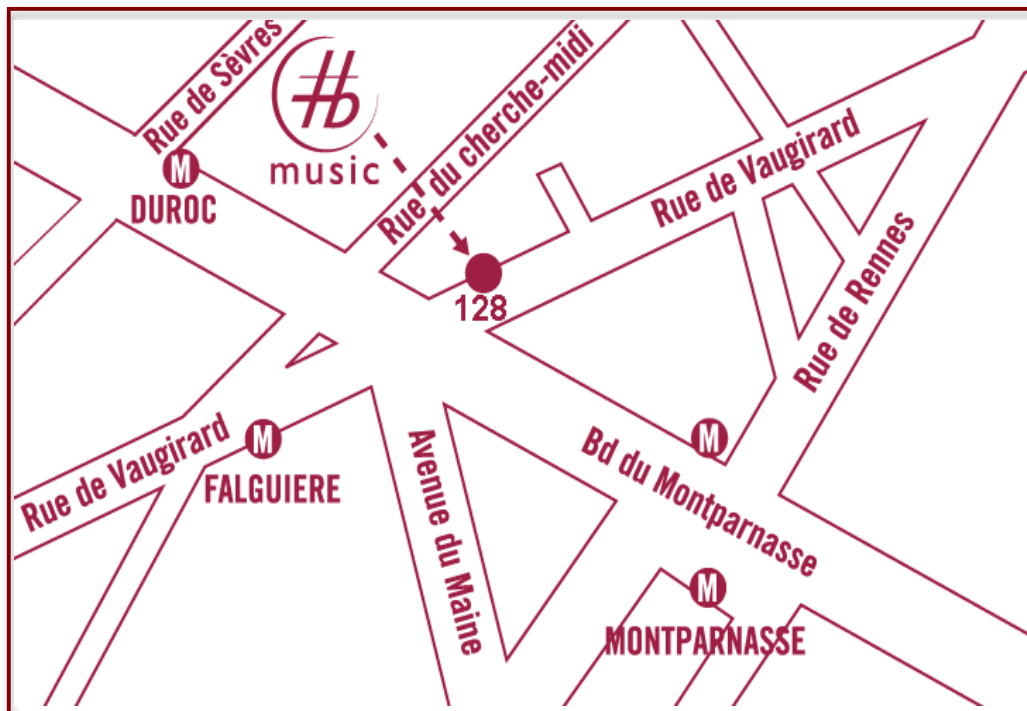 Rue de Sèvres
#b
music
Rue du cherche-midi
M
DUROC
Rue de Vaugirard
128
Rue de Rennes
Rue de Vaugirard
M
FALGUIERE
Avenue du Maine
M
Bd du Montparnasse
M
MONTPARNASSE